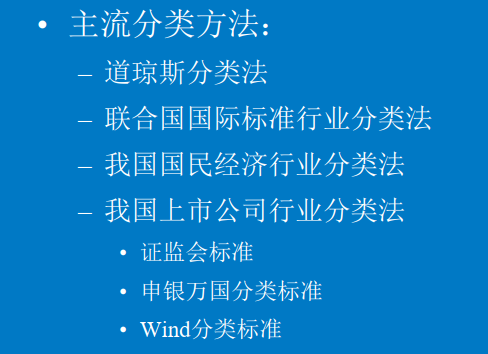 • 主流分类方法：
– 道琼斯分类法
– 联合国国际标准行业分类法
– 我国国民经济行业分类法
– 我国上市公司行业分类法
• 证监会标准
• 申银万国分类标准
• Wind分类标准